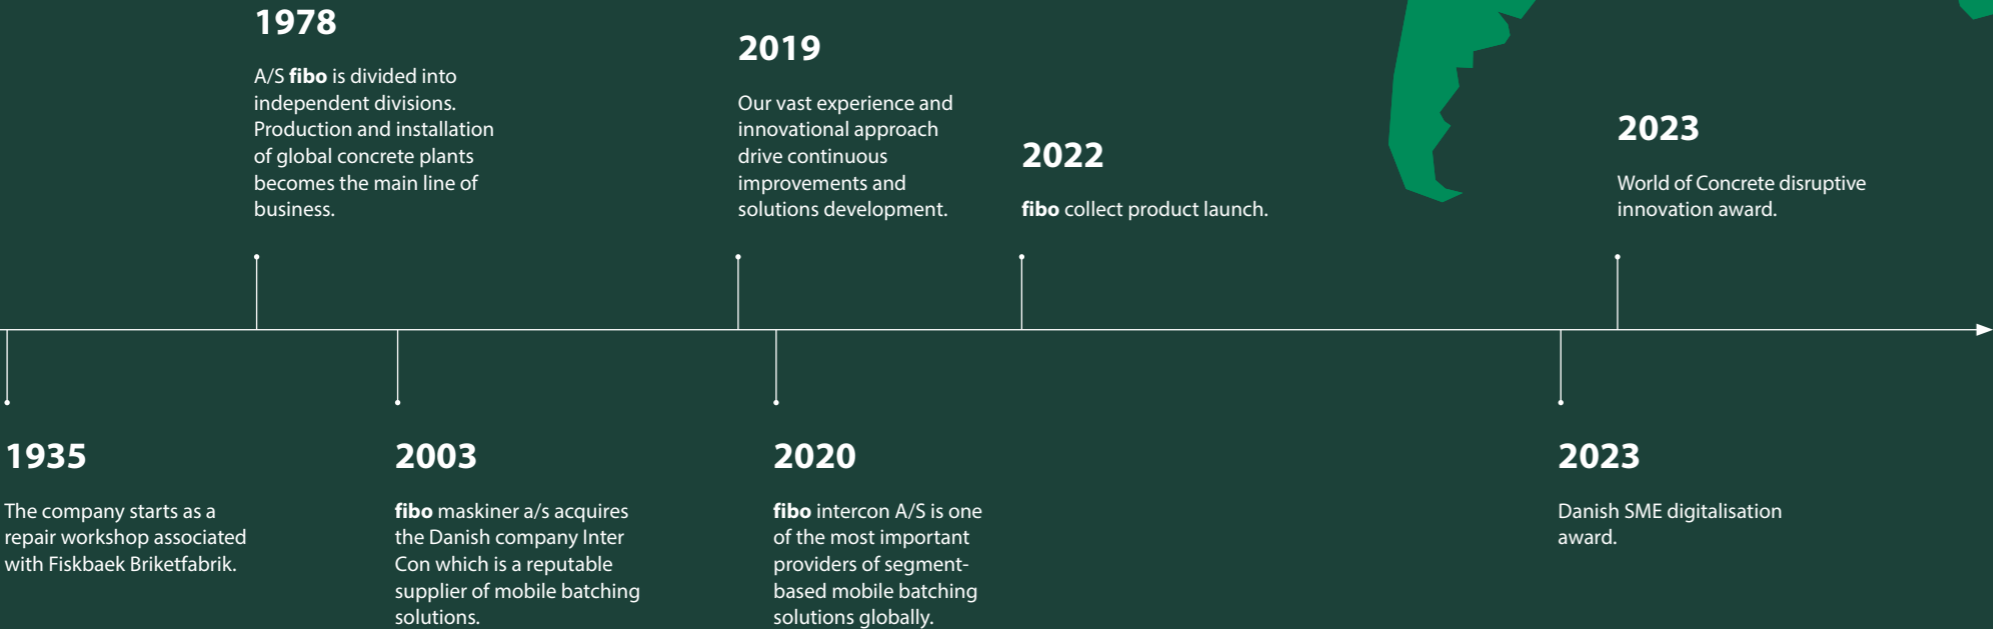 1978
A/S fibo is divided into
independent divisions.
Production and installation
of global concrete plants
becomes the main line of
business.
2019
Our vast experience and
innovational approach
drive continuous
improvements and
solutions development.
2022
fibo collect product launch.
2023
World of Concrete disruptive
innovation award.
1935
The company starts as a
repair workshop associated
with Fiskbaek Briketfabrik.
2003
fibo maskiner a/s acquires
the Danish company Inter
Con which is a reputable
supplier of mobile batching
solutions.
2020
fibo intercon A/S is one
of the most important
providers of segment-
based mobile batching
solutions globally.
2023
Danish SME digitalisation
award.